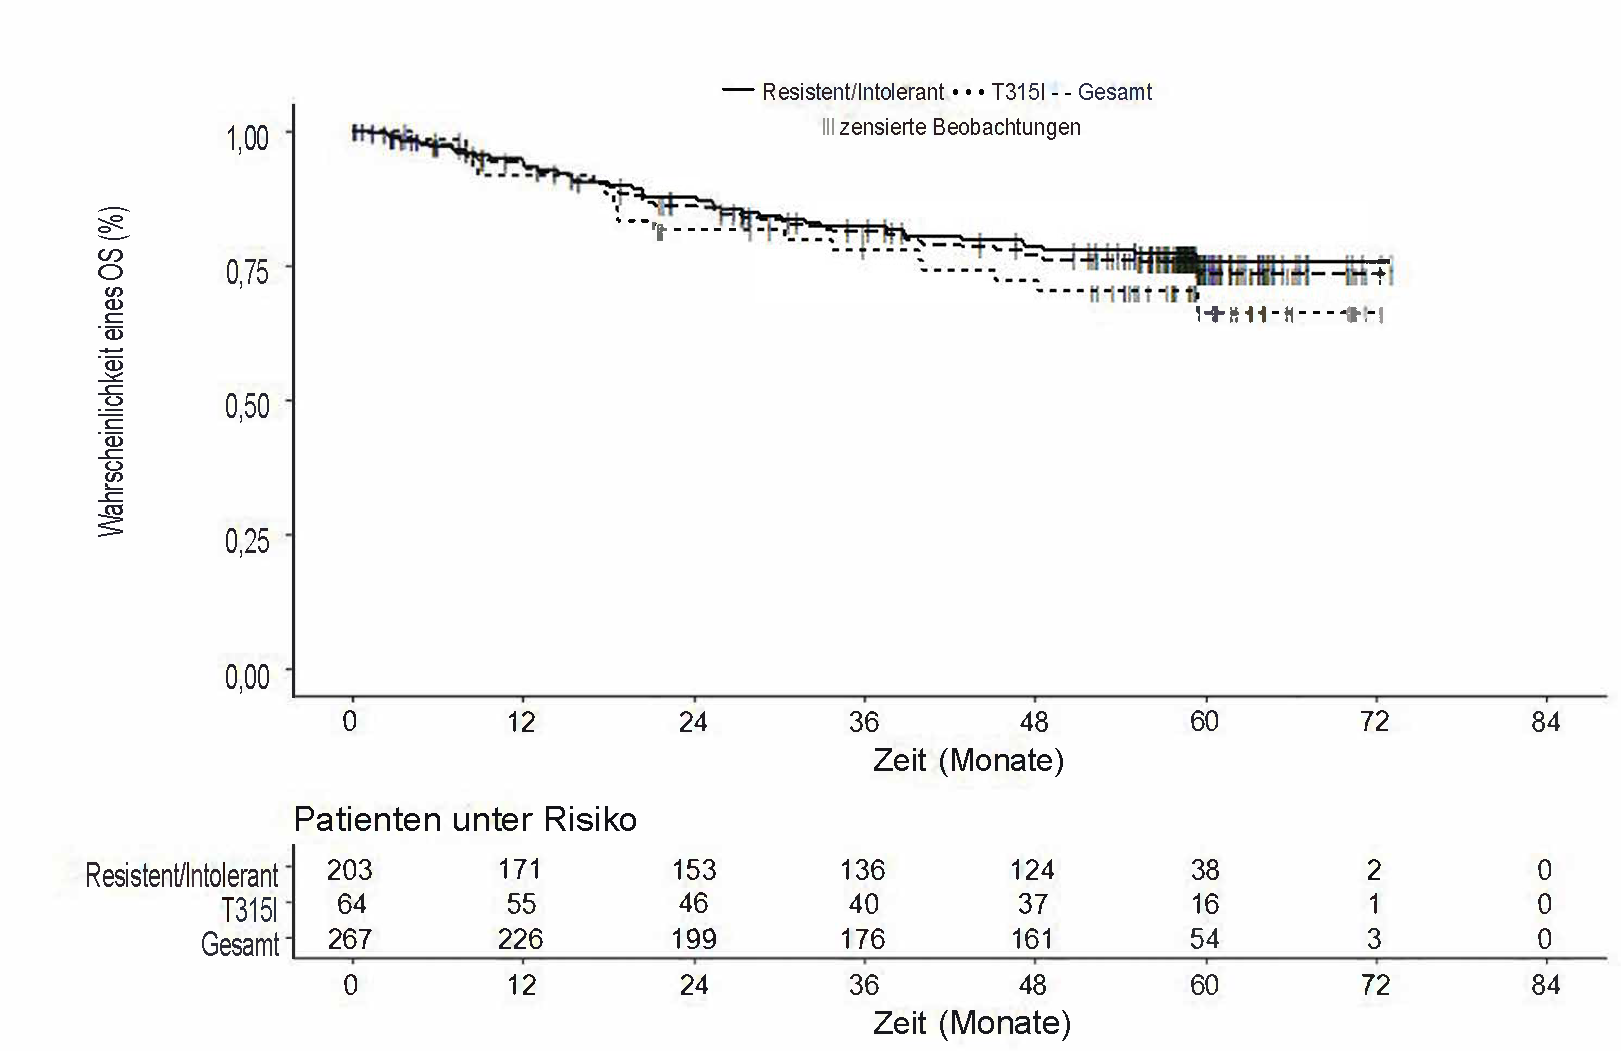 Resistent/Intolerant ••• T315I - - Gesamt
||| zensierte Beobachtungen
Wahrscheinlichkeit eines OS (%)
1,00
0,75
0,50
0,25
0,00
0 12 24 36 48 60 72 84
Zeit (Monate)
Patienten unter Risiko
Resistent/Intolerant 203 171 153 136 124 38 2 0
T315I 64 55 46 40 37 16 1 0
Gesamt 267 226 199 176 161 54 3 0
0 12 24 36 48 60 72 84
Zeit (Monate)